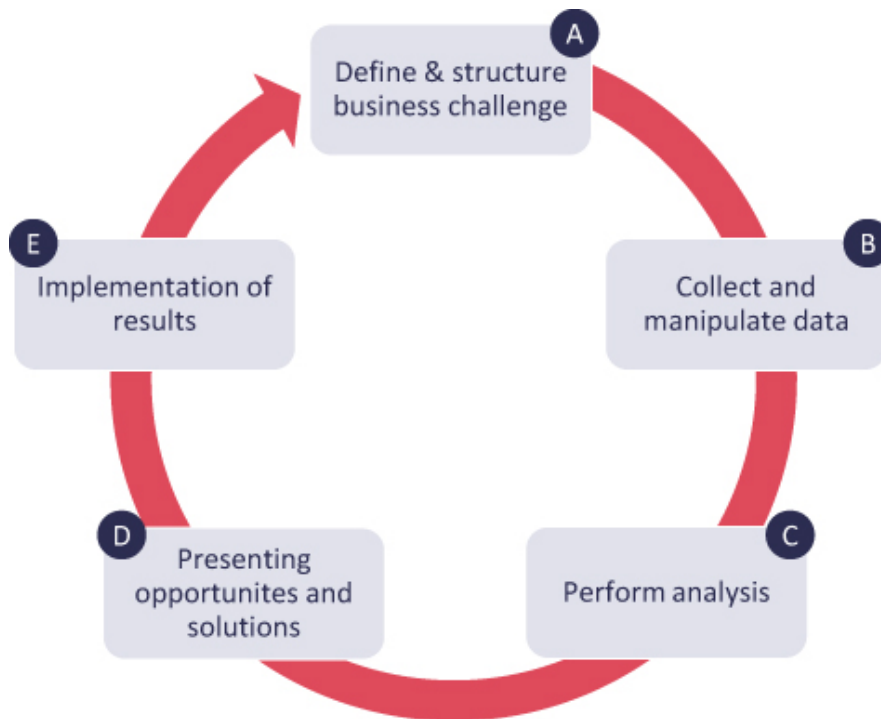 A
Define & structure
business challenge
B
Collect and
manipulate data
C
Perform analysis
D
Presenting
opportunites and
solutions
E
Implementation of
results